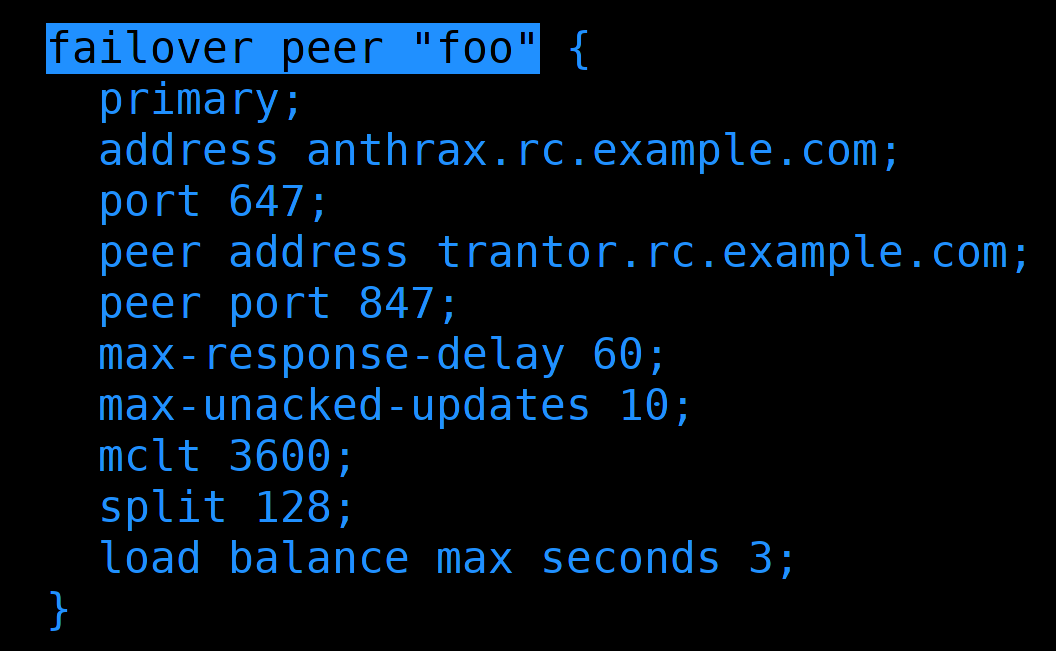 failover peer "foo" {
primary;
address anthrax.rc.example.com;
port 647;
peer address trantor.rc.example.com;
peer port 847;
max-response-delay 60;
max-unacked-updates 10;
mclt 3600;
split 128;
load balance max seconds 3;
}